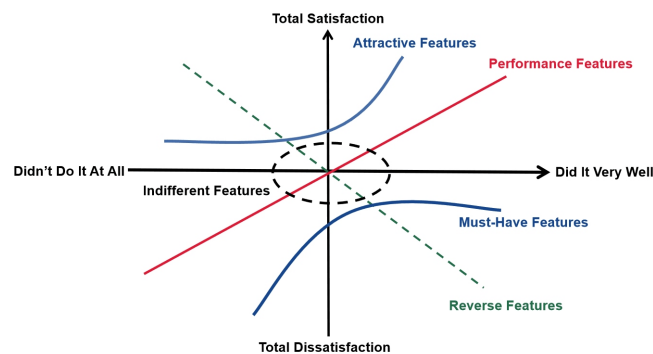 Total Satisfaction
Attractive Features
Performance Features
Didn't Do It At All
Did It Very Well
Indifferent Features
Must-Have Features
Reverse Features
Total Dissatisfaction